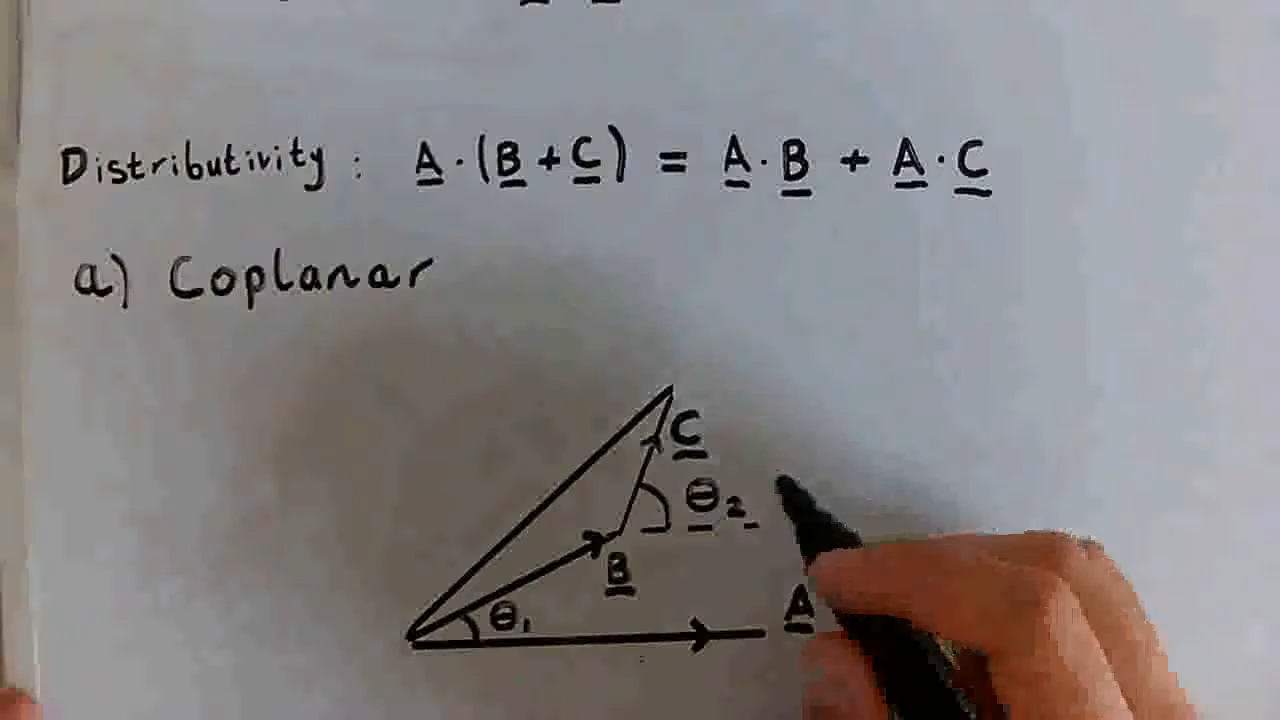 Distributivity : A · (B + C) = A · B + A · C
a) Coplanar
C
θ₂
B
θ₁
A